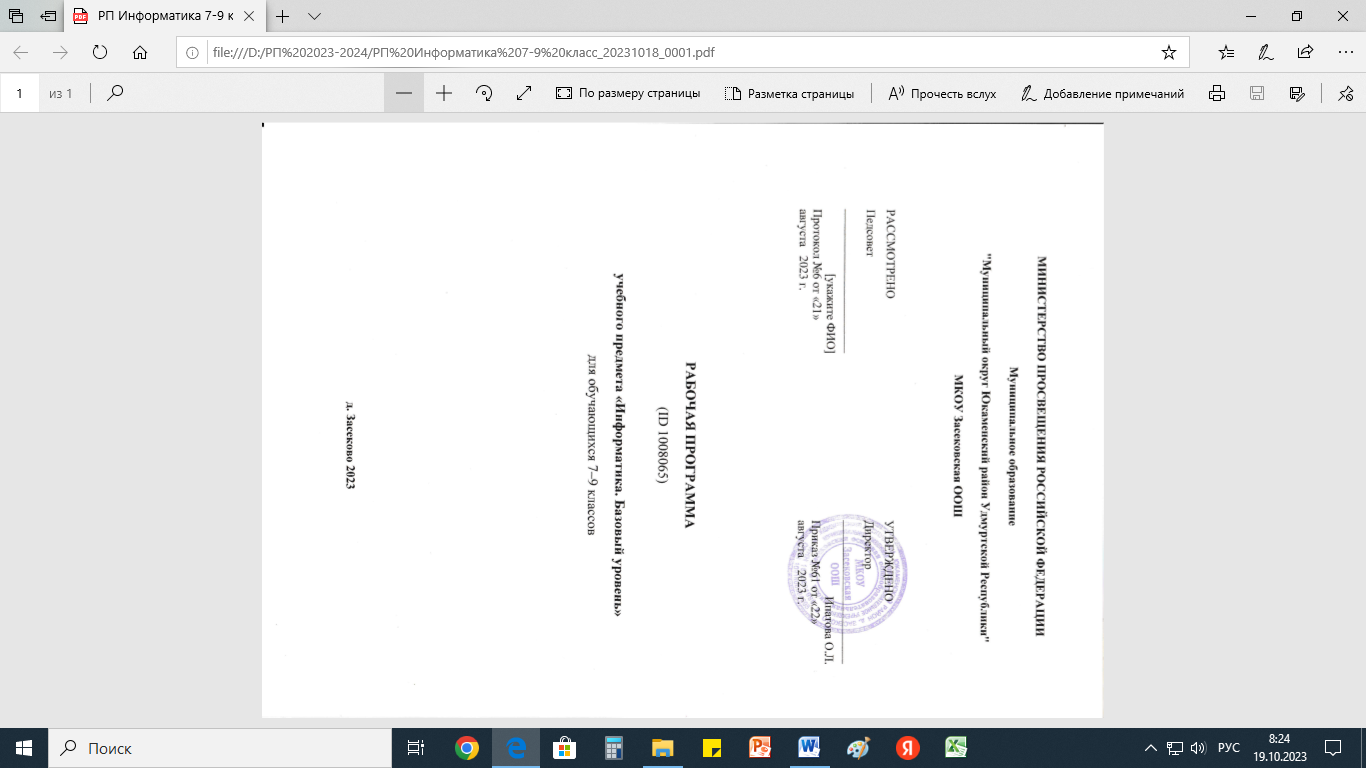 РП Информатика 7-9 к
file:///D:/РП%202023-2024/РП%20Информатика%207-9%20класс_20231018_0001.pdf
1 из 1
По размеру страницы
Разметка страницы
Прочесть вслух
Добавление примечаний
МИНИСТЕРСТВО ПРОСВЕЩЕНИЯ РОССИЙСКОЙ ФЕДЕРАЦИИ
Муниципальное образование
"Муниципальный округ Юкаменский район Удмуртской Республики"
МКОУ Засековская ООШ
РАССМОТРЕНО
Педсовет
[укажите ФИО]
Протокол №6 от «21»
августа 2023 г.
УТВЕРЖДЕНО
Директор
Ипатова О.Л.
Приказ №61 от «22»
августа 2023 г.
МКОУ
Засековская
ООШ
РАБОЧАЯ ПРОГРАММА
(ID 1008065)
учебного предмета «Информатика. Базовый уровень»
для обучающихся 7–9 классов
д. Засеково 2023
Поиск
РУС
8:24
19.10.2023